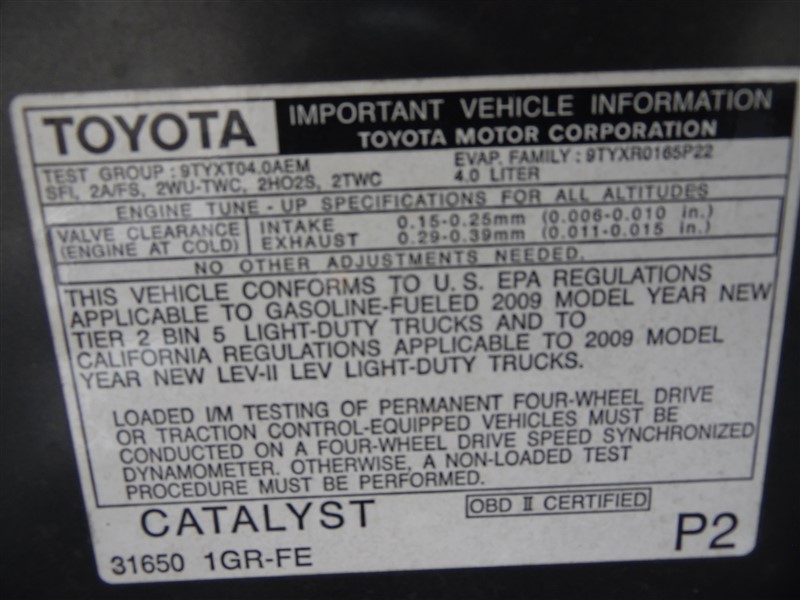 TOYOTA
IMPORTANT VEHICLE INFORMATION
TOYOTA MOTOR CORPORATION
TEST GROUP : 9TYXT04.0AEM
EVAP. FAMILY : 9TYXR0165P22
SFI, 2A/FS, 2WU-TWC, 2HO2S, 2TWC
4.0 LITER
ENGINE TUNE - UP SPECIFICATIONS FOR ALL ALTITUDES
VALVE CLEARANCE
(ENGINE AT COLD)
INTAKE 0.15-0.25mm (0.006-0.010 in.)
EXHAUST 0.29-0.39mm (0.011-0.015 in.)
NO OTHER ADJUSTMENTS NEEDED.
THIS VEHICLE CONFORMS TO U.S. EPA REGULATIONS
APPLICABLE TO GASOLINE-FUELED 2009 MODEL YEAR NEW
TIER 2 BIN 5 LIGHT-DUTY TRUCKS AND TO
CALIFORNIA REGULATIONS APPLICABLE TO 2009 MODEL
YEAR NEW LEV-II LEV LIGHT-DUTY TRUCKS.
LOADED I/M TESTING OF PERMANENT FOUR-WHEEL DRIVE
OR TRACTION CONTROL-EQUIPPED VEHICLES MUST BE
CONDUCTED ON A FOUR-WHEEL DRIVE SPEED SYNCHRONIZED
DYNAMOMETER. OTHERWISE, A NON-LOADED TEST
PROCEDURE MUST BE PERFORMED.
CATALYST
OBD II CERTIFIED
31650 1GR-FE
P2